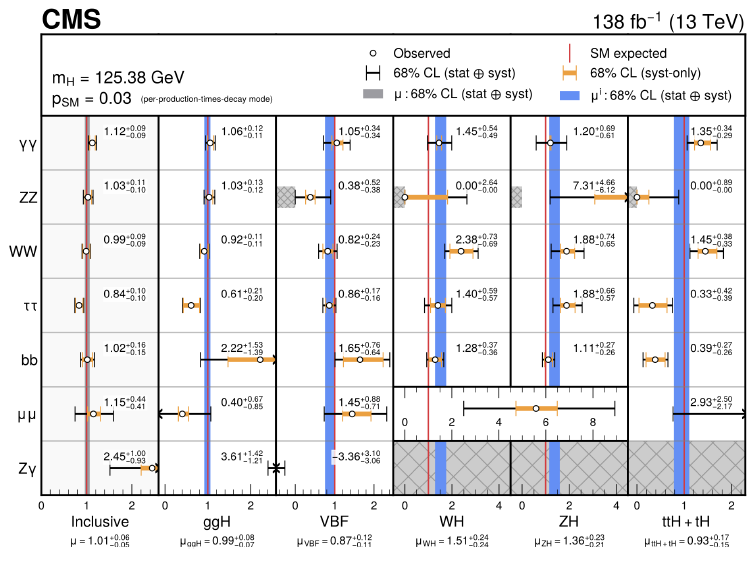 CMS 138 fb⁻¹ (13 TeV)
m_H = 125.38 GeV
p_SM = 0.03 (per-production-times-decay mode)
Observed
SM expected
68% CL (stat ⊕ syst)
68% CL (syst-only)
μ : 68% CL (stat ⊕ syst)
μⁱ : 68% CL (stat ⊕ syst)
γγ 1.12 +0.09 −0.09 1.06 +0.12 −0.11 1.05 +0.34 −0.34 1.45 +0.54 −0.49 1.20 +0.69 −0.61 1.35 +0.34 −0.29
ZZ 1.03 +0.11 −0.10 1.03 +0.13 −0.12 0.38 +0.52 −0.38 0.00 +2.64 −0.00 7.31 +4.66 −6.12 0.00 +0.89 −0.00
WW 0.99 +0.09 −0.09 0.92 +0.11 −0.11 0.82 +0.24 −0.23 2.38 +0.73 −0.69 1.88 +0.74 −0.65 1.45 +0.38 −0.33
ττ 0.84 +0.10 −0.10 0.61 +0.21 −0.20 0.86 +0.17 −0.16 1.40 +0.59 −0.57 1.88 +0.66 −0.57 0.33 +0.42 −0.39
bb 1.02 +0.16 −0.15 2.22 +1.53 −1.39 1.65 +0.76 −0.64 1.28 +0.37 −0.36 1.11 +0.27 −0.26 0.39 +0.27 −0.26
μμ 1.15 +0.44 −0.41 0.40 +0.67 −0.85 1.45 +0.88 −0.71 2.93 +2.50 −2.17
0 2 4 6 8
Zγ 2.45 +1.00 −0.93 3.61 +1.42 −1.21 −3.36 +3.10 −3.06
0 1 2 0 1 2 0 1 2 0 2 0 2 4 0 1 2
Inclusive ggH VBF WH ZH ttH + tH
μ = 1.01 +0.06 −0.05 μ_ggH = 0.99 +0.08 −0.07 μ_VBF = 0.87 +0.12 −0.11 μ_WH = 1.51 +0.24 −0.24 μ_ZH = 1.36 +0.23 −0.21 μ_ttH + tH = 0.93 +0.17 −0.15